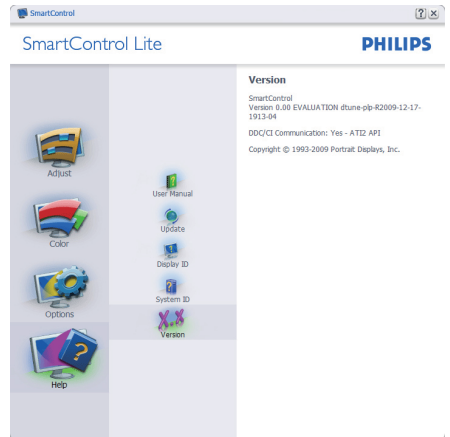 SmartControl
SmartControl Lite
PHILIPS
Adjust
Color
Options
Help
User Manual
Update
Display ID
System ID
X.X
Version
Version
SmartControl
Version 0.00 EVALUATION dtune-plp-R2009-12-17-
1913-04
DDC/CI Communication: Yes - ATI2 API
Copyright © 1993-2009 Portrait Displays, Inc.